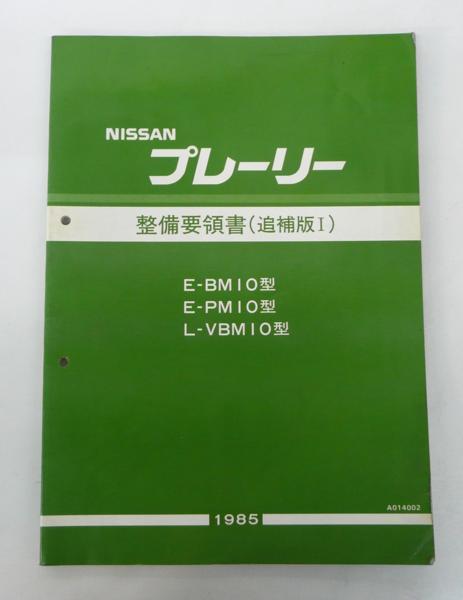 NISSAN
プレーリー
整備要領書(追補版I)
E-BM10型
E-PM10型
L-VBM10型
A014002
1985